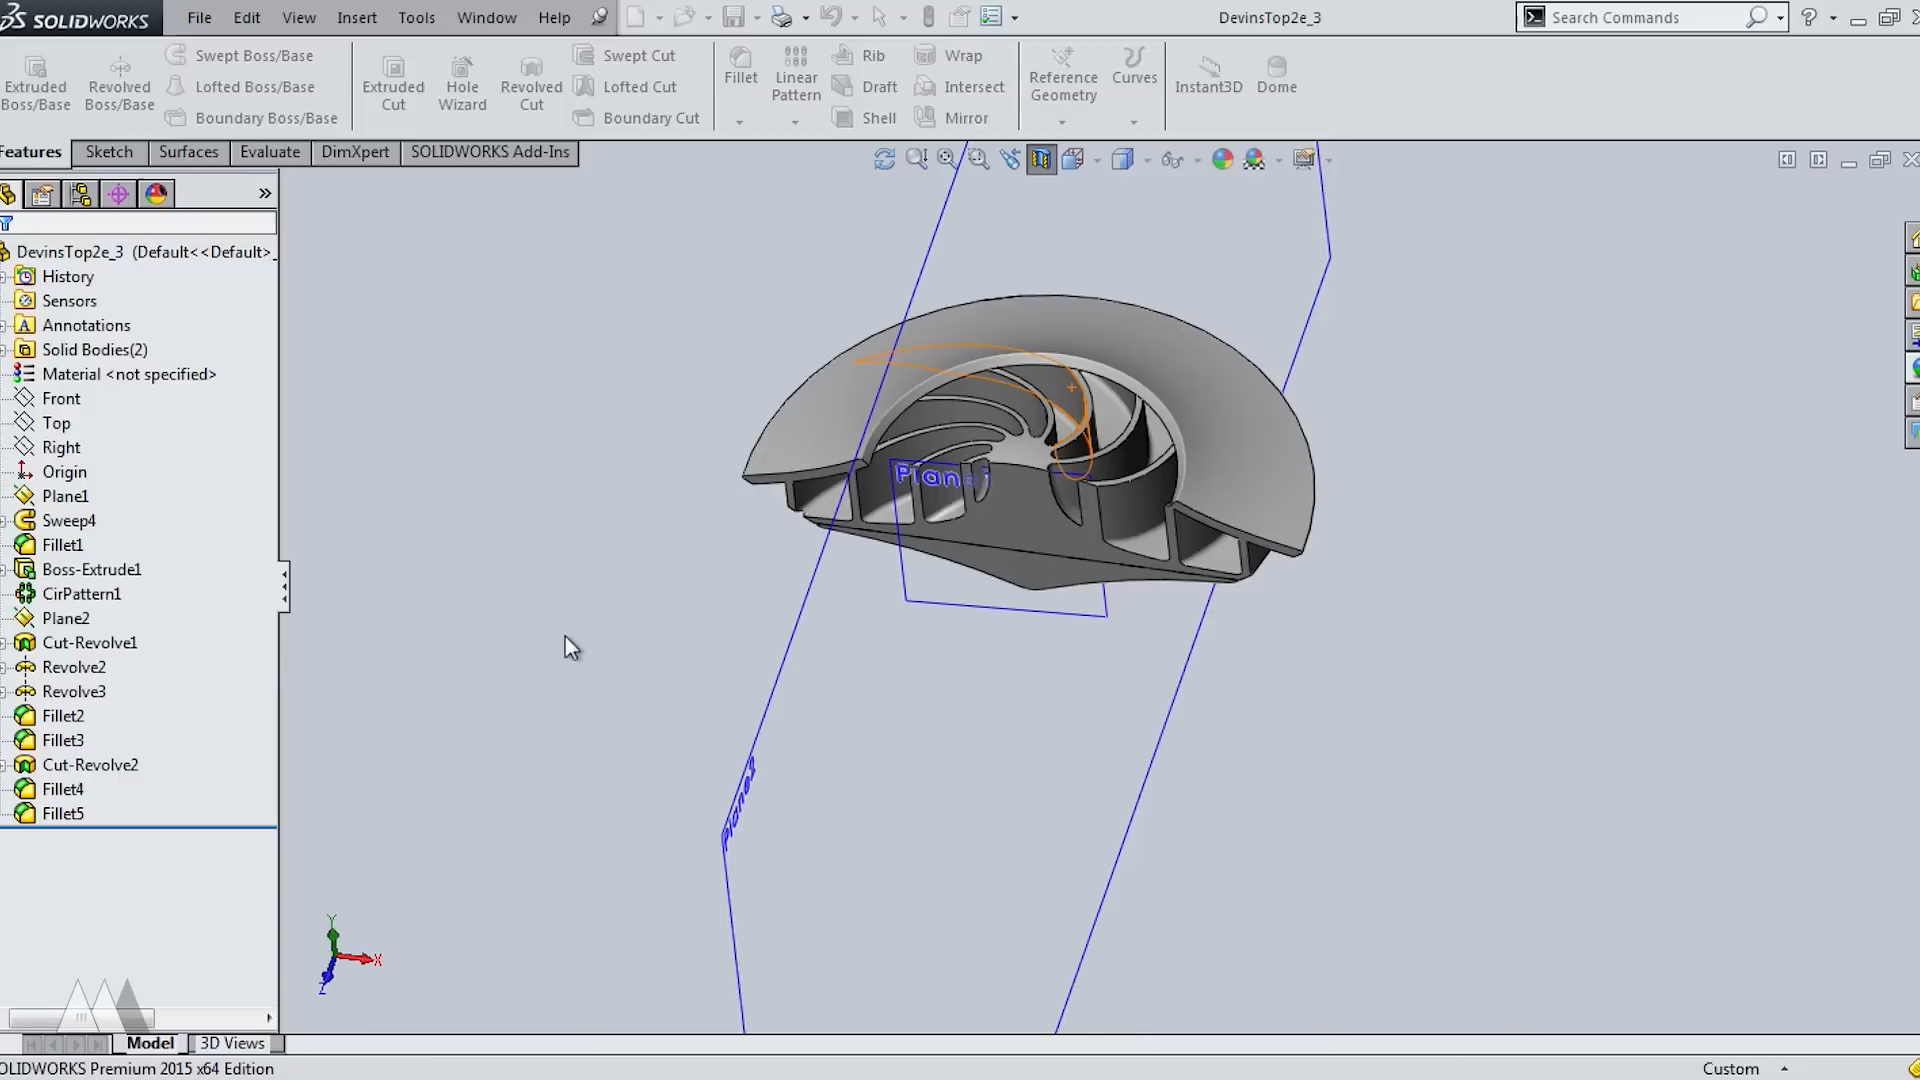 SOLIDWORKS File Edit View Insert Tools Window Help DevinsTop2e_3 Search Commands
Extruded Boss/Base
Revolved Boss/Base
Swept Boss/Base
Lofted Boss/Base
Boundary Boss/Base
Extruded Cut
Hole Wizard
Revolved Cut
Swept Cut
Lofted Cut
Boundary Cut
Fillet
Linear Pattern
Rib
Draft
Shell
Wrap
Intersect
Mirror
Reference Geometry
Curves
Instant3D
Dome
Features Sketch Surfaces Evaluate DimXpert SOLIDWORKS Add-Ins
DevinsTop2e_3 (Default<<Default>_
History
Sensors
Annotations
Solid Bodies(2)
Material <not specified>
Front
Top
Right
Origin
Plane1
Sweep4
Fillet1
Boss-Extrude1
CirPattern1
Plane2
Cut-Revolve1
Revolve2
Revolve3
Fillet2
Fillet3
Cut-Revolve2
Fillet4
Fillet5
Y
X
Z
Model 3D Views
OLIDWORKS Premium 2015 x64 Edition Custom